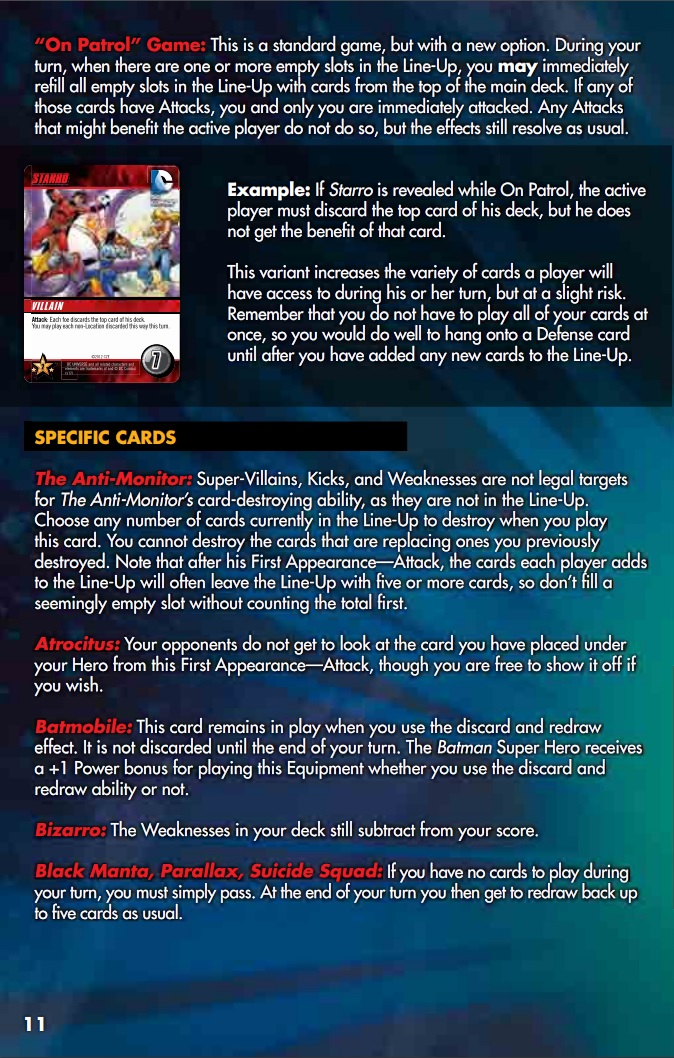 “On Patrol” Game: This is a standard game, but with a new option. During your
turn, when there are one or more empty slots in the Line-Up, you may immediately
refill all empty slots in the Line-Up with cards from the top of the main deck. If any of
those cards have Attacks, you and only you are immediately attacked. Any Attacks
that might benefit the active player do not do so, but the effects still resolve as usual.
STARRO
VILLAIN
Attack: Each foe discards the top card of his deck.
You may play each non-Location discarded this way this turn.
1
7
Example: If Starro is revealed while On Patrol, the active
player must discard the top card of his deck, but he does
not get the benefit of that card.
This variant increases the variety of cards a player will
have access to during his or her turn, but at a slight risk.
Remember that you do not have to play all of your cards at
once, so you would do well to hang onto a Defense card
until after you have added any new cards to the Line-Up.
SPECIFIC CARDS
The Anti-Monitor: Super-Villains, Kicks, and Weaknesses are not legal targets
for The Anti-Monitor’s card-destroying ability, as they are not in the Line-Up.
Choose any number of cards currently in the Line-Up to destroy when you play
this card. You cannot destroy the cards that are replacing ones you previously
destroyed. Note that after his First Appearance—Attack, the cards each player adds
to the Line-Up will often leave the Line-Up with five or more cards, so don’t fill a
seemingly empty slot without counting the total first.
Atrocitus: Your opponents do not get to look at the card you have placed under
your Hero from this First Appearance—Attack, though you are free to show it off if
you wish.
Batmobile: This card remains in play when you use the discard and redraw
effect. It is not discarded until the end of your turn. The Batman Super Hero receives
a +1 Power bonus for playing this Equipment whether you use the discard and
redraw ability or not.
Bizarro: The Weaknesses in your deck still subtract from your score.
Black Manta, Parallax, Suicide Squad: If you have no cards to play during
your turn, you must simply pass. At the end of your turn you then get to redraw back up
to five cards as usual.
11